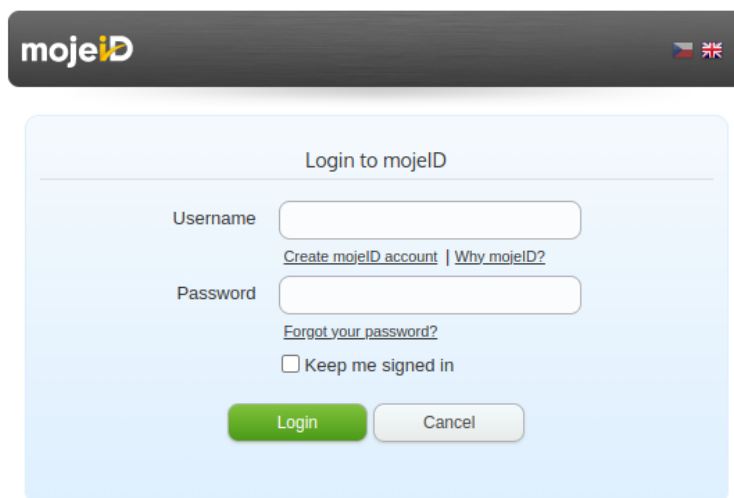 mojeID
Login to mojeID
Username
Create mojeID account | Why mojeID?
Password
Forgot your password?
Keep me signed in
Login Cancel